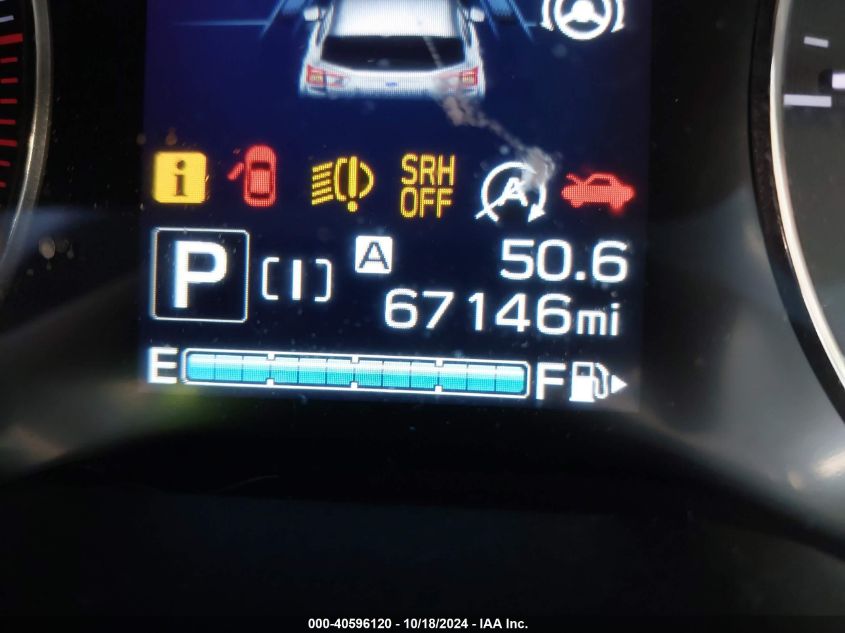 i SRH A
OFF
P [I] A 50.6
67146mi
E F
000-40596120 - 10/18/2024 - IAA Inc.